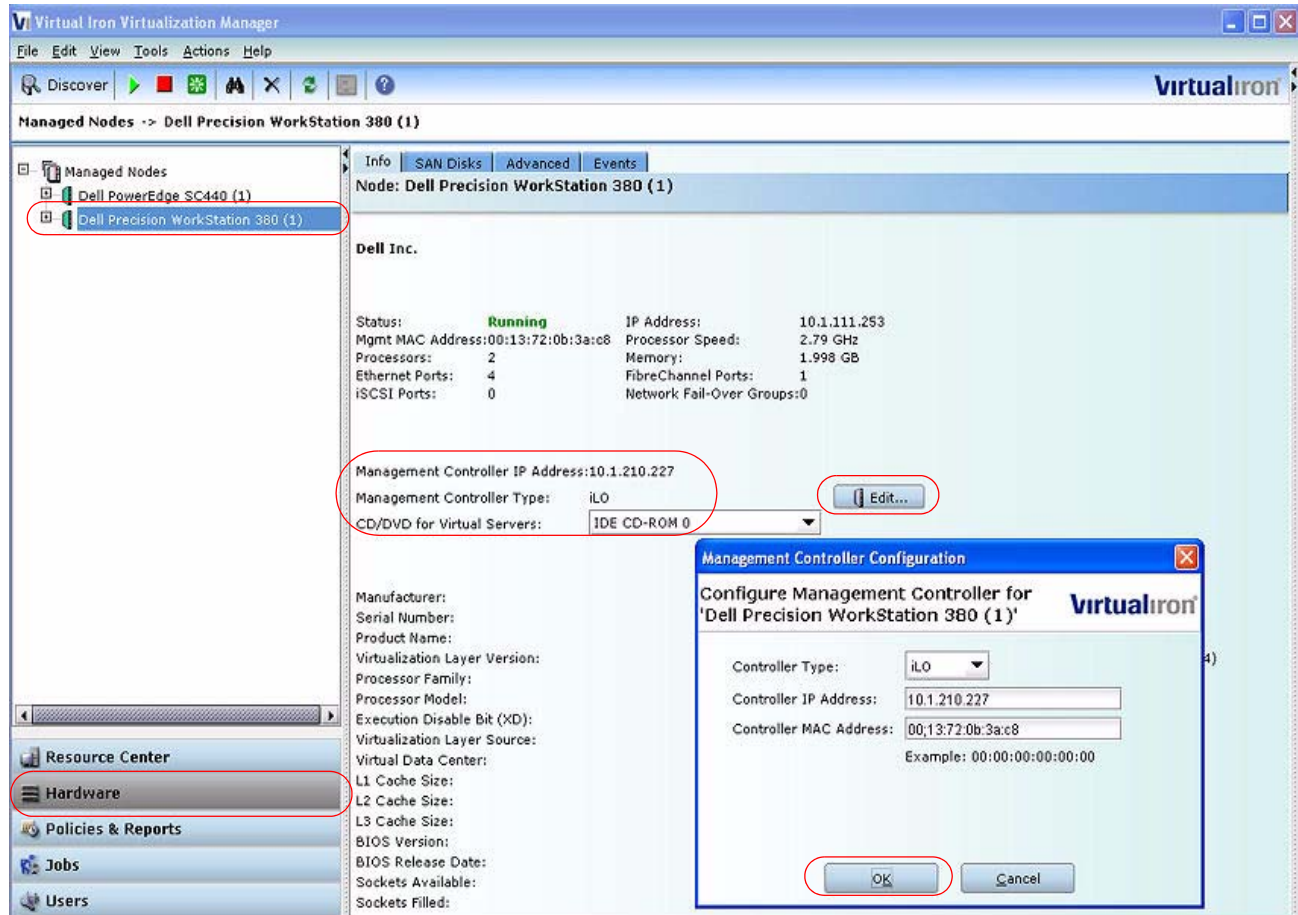 Virtual Iron Virtualization Manager
File Edit View Tools Actions Help
Discover
Virtualiron
Managed Nodes -> Dell Precision WorkStation 380 (1)
Managed Nodes
Dell PowerEdge SC440 (1)
Dell Precision WorkStation 380 (1)
Info SAN Disks Advanced Events
Node: Dell Precision WorkStation 380 (1)
Dell Inc.
Status: Running IP Address: 10.1.111.253
Mgmt MAC Address:00:13:72:0b:3a:c8 Processor Speed: 2.79 GHz
Processors: 2 Memory: 1.998 GB
Ethernet Ports: 4 FibreChannel Ports: 1
iSCSI Ports: 0 Network Fail-Over Groups:0
Management Controller IP Address:10.1.210.227
Management Controller Type: iLO
Edit...
CD/DVD for Virtual Servers: IDE CD-ROM 0
Manufacturer:
Serial Number:
Product Name:
Virtualization Layer Version: 4)
Processor Family:
Processor Model:
Execution Disable Bit (XD):
Virtualization Layer Source:
Virtual Data Center:
L1 Cache Size:
L2 Cache Size:
L3 Cache Size:
BIOS Version:
BIOS Release Date:
Sockets Available:
Sockets Filled:
Management Controller Configuration
Configure Management Controller for
'Dell Precision WorkStation 380 (1)'
Virtualiron
Controller Type: iLO
Controller IP Address: 10.1.210.227
Controller MAC Address: 00;13:72:0b:3a:c8
Example: 00:00:00:00:00:00
OK Cancel
Resource Center
Hardware
Policies & Reports
Jobs
Users